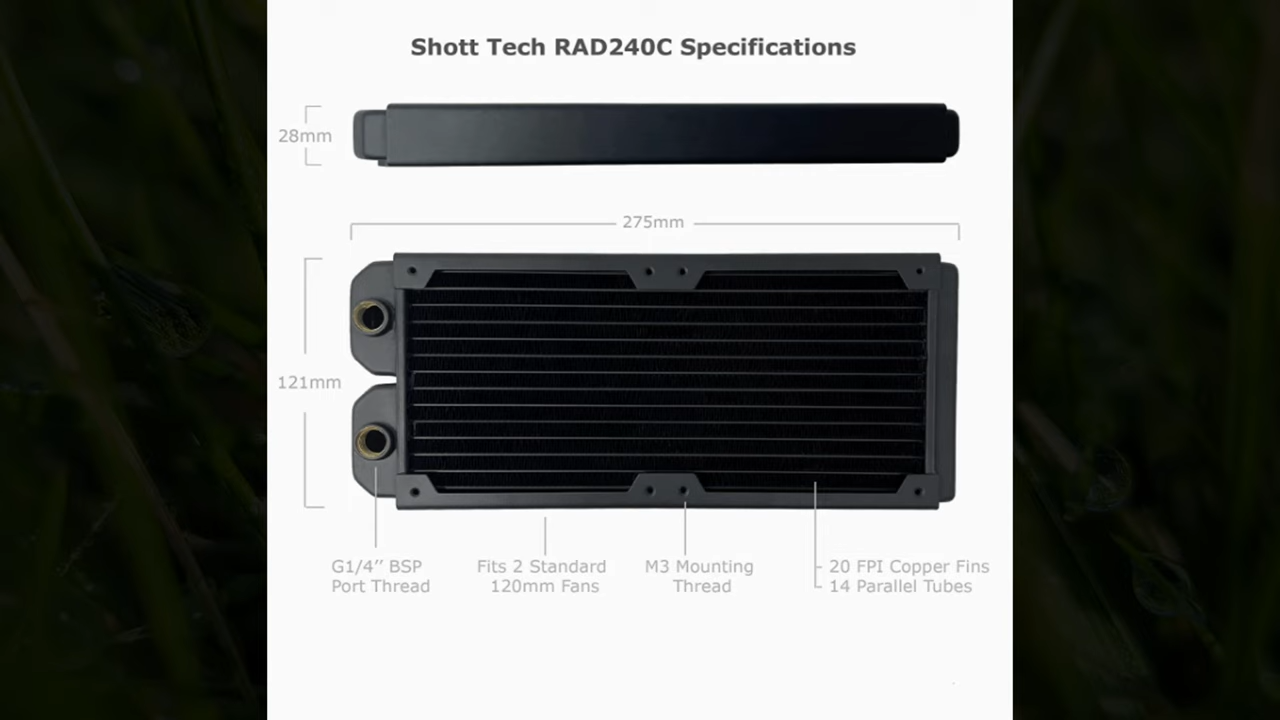 Shott Tech RAD240C Specifications
28mm
275mm
121mm
G1/4″ BSP
Port Thread
Fits 2 Standard
120mm Fans
M3 Mounting
Thread
20 FPI Copper Fins
14 Parallel Tubes